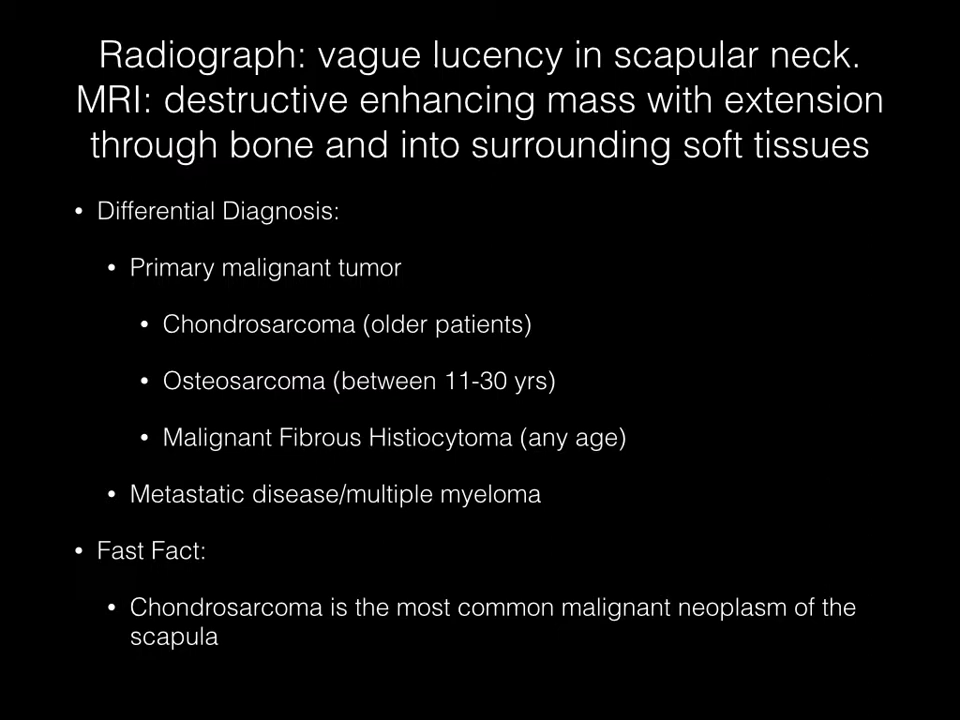 Radiograph: vague lucency in scapular neck.
MRI: destructive enhancing mass with extension
through bone and into surrounding soft tissues
• Differential Diagnosis:
• Primary malignant tumor
• Chondrosarcoma (older patients)
• Osteosarcoma (between 11-30 yrs)
• Malignant Fibrous Histiocytoma (any age)
• Metastatic disease/multiple myeloma
• Fast Fact:
• Chondrosarcoma is the most common malignant neoplasm of the
scapula